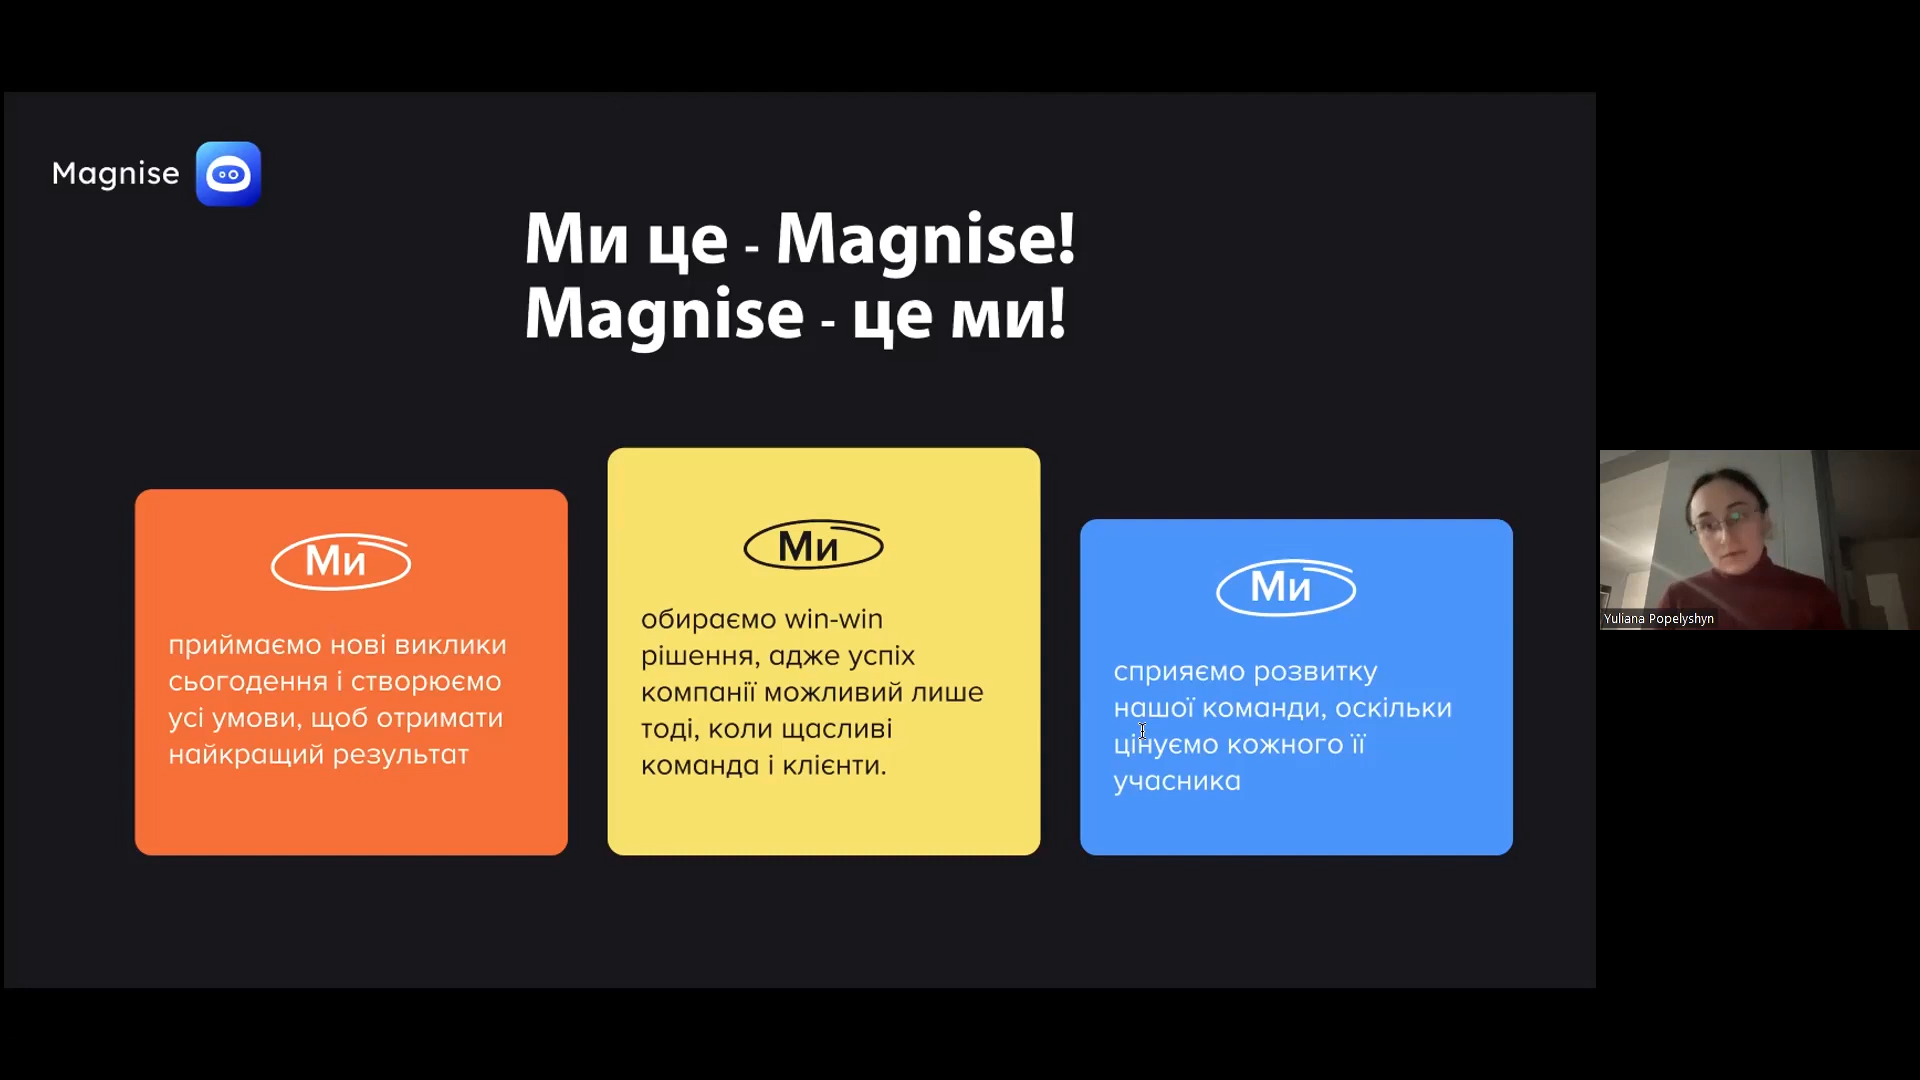 Magnise
Ми це - Magnise!
Magnise - це ми!
Ми
приймаємо нові виклики
сьогодення і створюємо
усі умови, щоб отримати
найкращий результат
Ми
обираємо win-win
рішення, адже успіх
компанії можливий лише
тоді, коли щасливі
команда і клієнти.
Ми
сприяємо розвитку
нашої команди, оскільки
цінуємо кожного її
учасника
Yuliana Popelyshyn